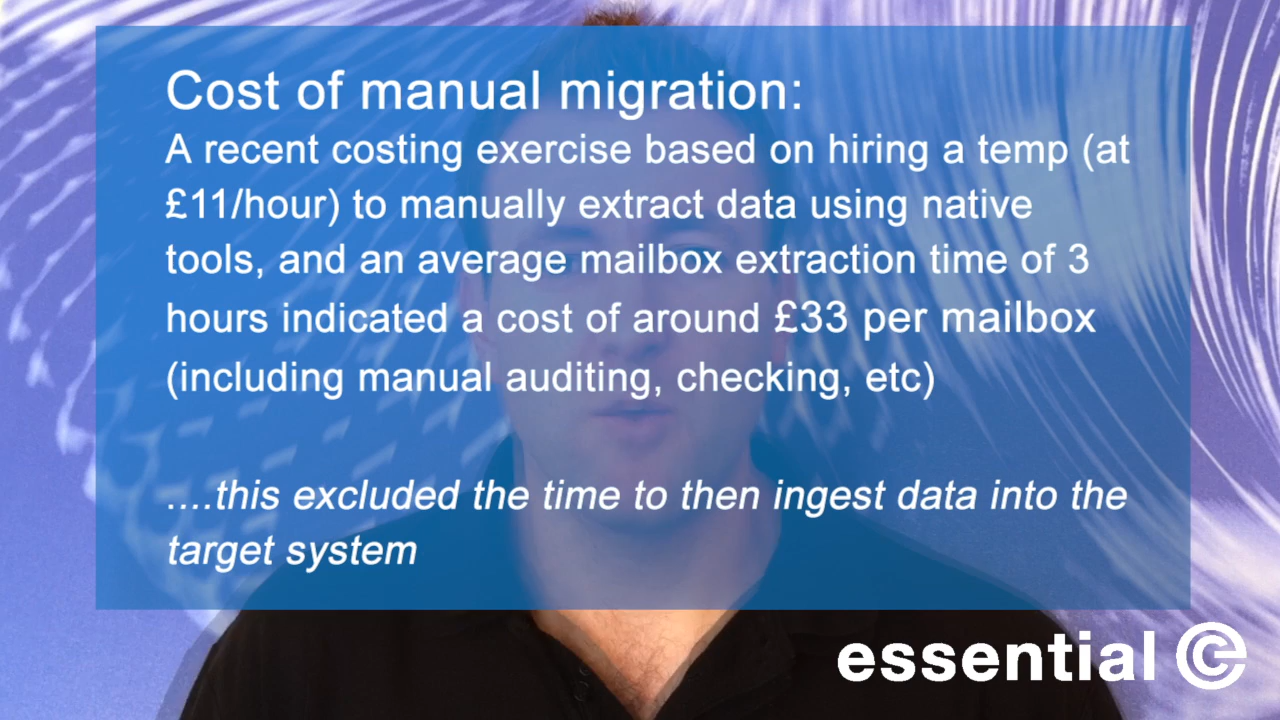 Cost of manual migration:
A recent costing exercise based on hiring a temp (at
£11/hour) to manually extract data using native
tools, and an average mailbox extraction time of 3
hours indicated a cost of around £33 per mailbox
(including manual auditing, checking, etc)
....this excluded the time to then ingest data into the
target system
essential